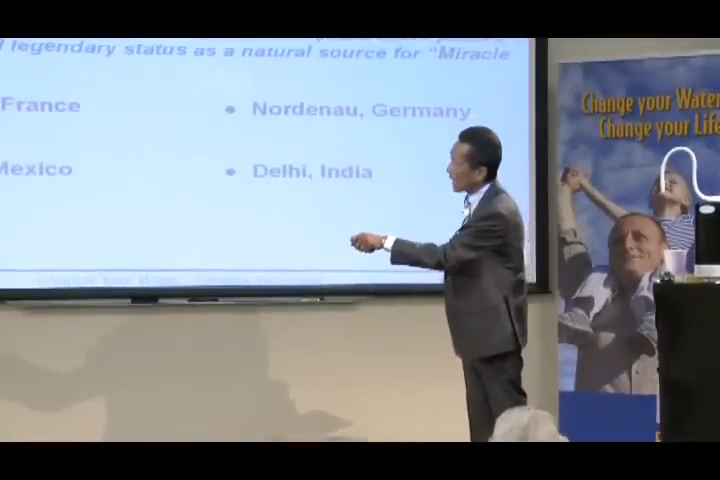 legendary status as a natural source for "Miracle
France
• Nordenau, Germany
Mexico
• Delhi, India
Change your Water
Change your Life